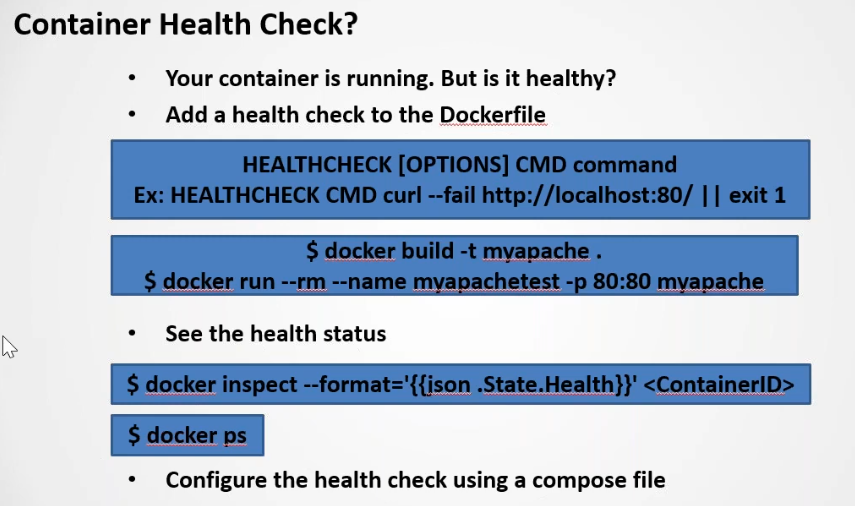 Container Health Check?
• Your container is running. But is it healthy?
• Add a health check to the Dockerfile
HEALTHCHECK [OPTIONS] CMD command
Ex: HEALTHCHECK CMD curl --fail http://localhost:80/ || exit 1
$ docker build -t myapache .
$ docker run --rm --name myapachetest -p 80:80 myapache
• See the health status
$ docker inspect --format='{{json .State.Health}}' <ContainerID>
$ docker ps
• Configure the health check using a compose file